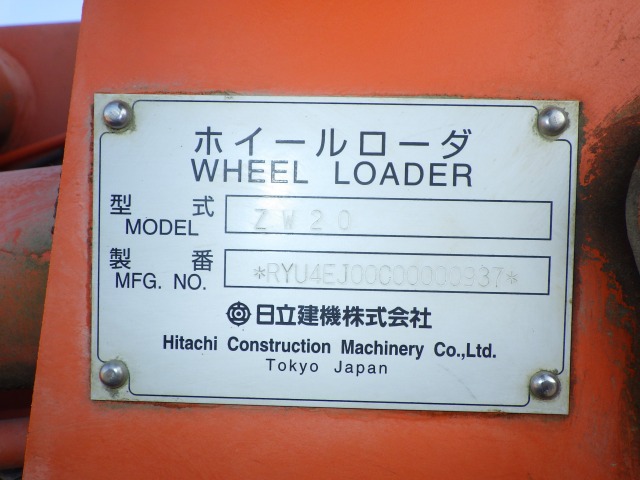 ホイールローダ
WHEEL LOADER
型式 ZW20
MODEL
製番 *RYU4EJ00C00000937*
MFG. NO.
日立建機株式会社
Hitachi Construction Machinery Co.,Ltd.
Tokyo Japan